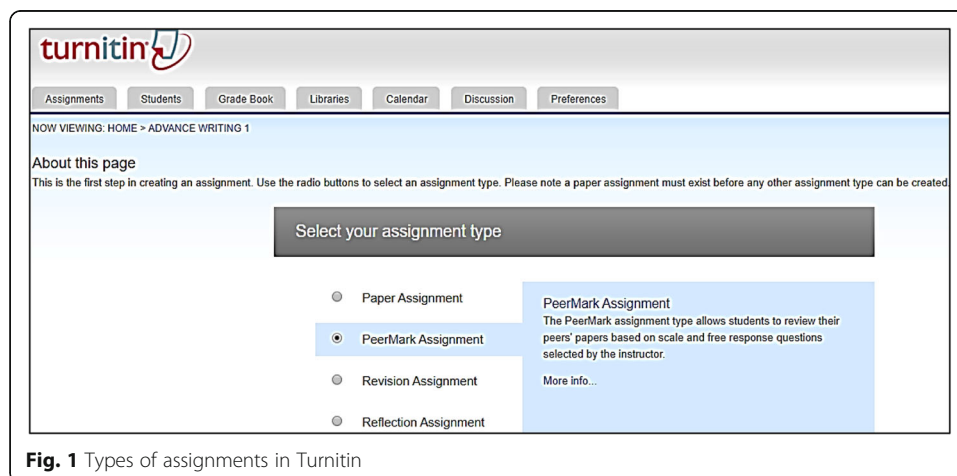 turnitin
Assignments Students Grade Book Libraries Calendar Discussion Preferences
NOW VIEWING: HOME > ADVANCE WRITING 1
About this page
This is the first step in creating an assignment. Use the radio buttons to select an assignment type. Please note a paper assignment must exist before any other assignment type can be created.
Select your assignment type
Paper Assignment
PeerMark Assignment
Revision Assignment
Reflection Assignment
PeerMark Assignment
The PeerMark assignment type allows students to review their
peers' papers based on scale and free response questions
selected by the instructor.
More info...
Fig. 1 Types of assignments in Turnitin